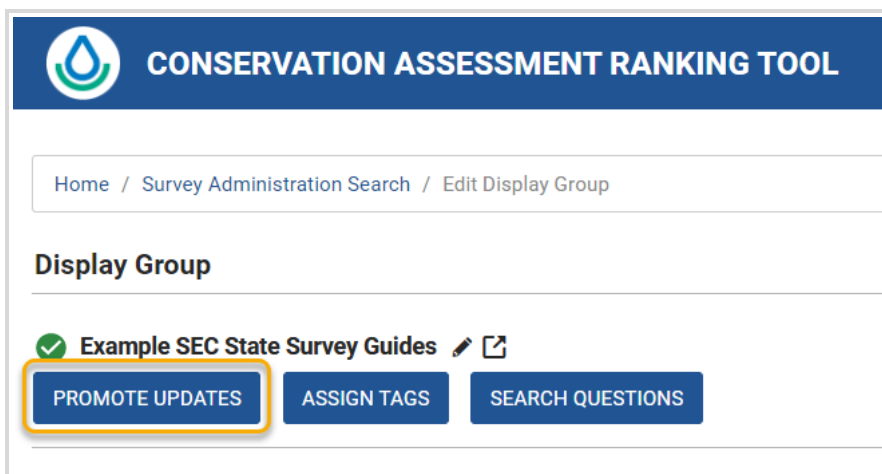 CONSERVATION ASSESSMENT RANKING TOOL
Home / Survey Administration Search / Edit Display Group
Display Group
Example SEC State Survey Guides
PROMOTE UPDATES ASSIGN TAGS SEARCH QUESTIONS